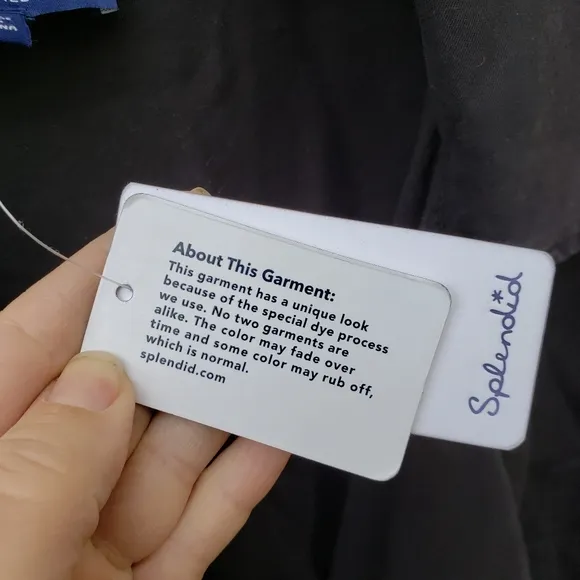 About This Garment:
This garment has a unique look
because of the special dye process
we use. No two garments are
alike. The color may fade over
time and some color may rub off,
which is normal.
splendid.com
Splendid*